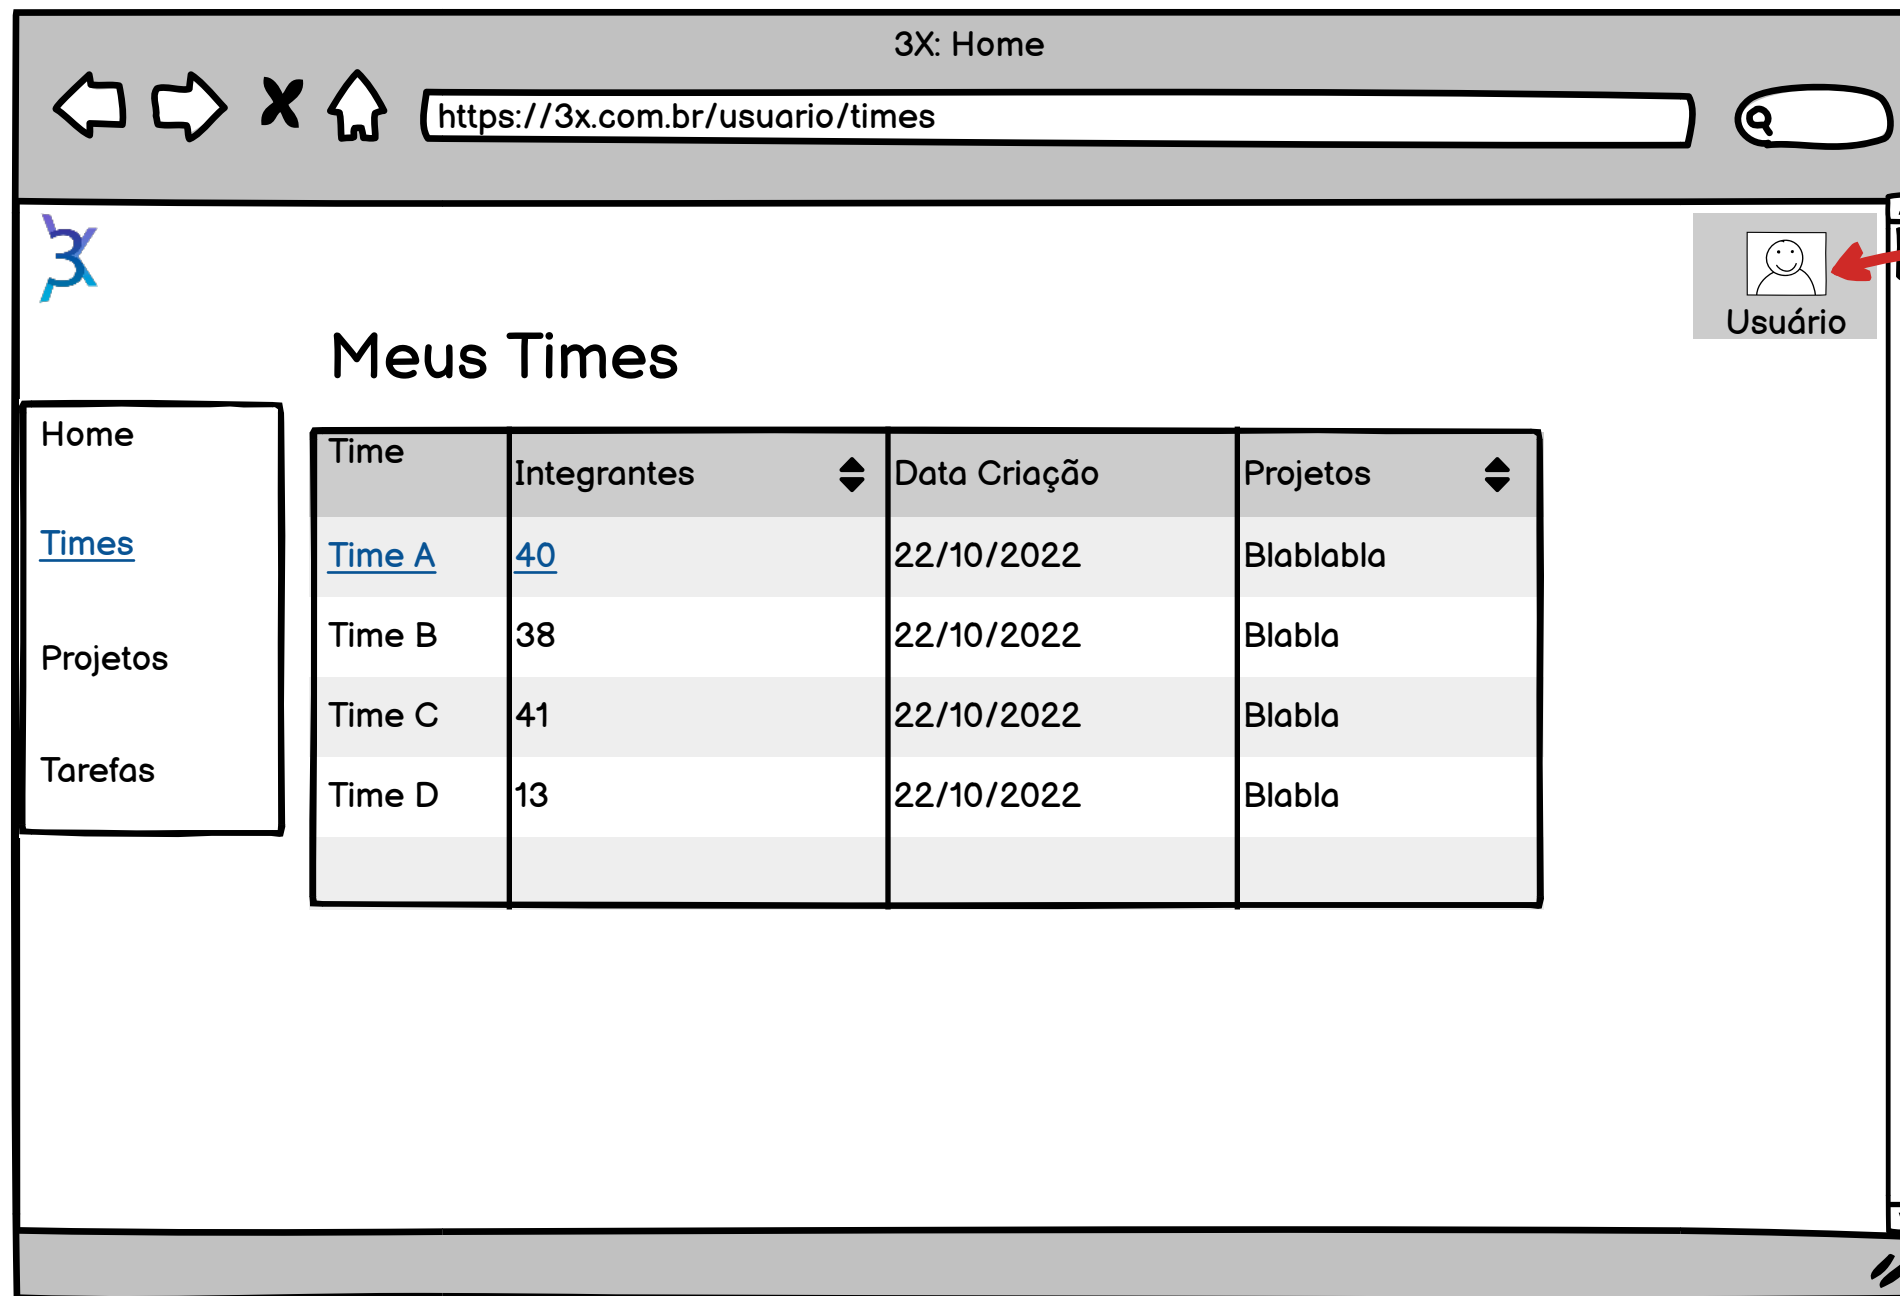 3X: Home
https://3x.com.br/usuario/times
3X
Usuário
Meus Times
Home
Times
Projetos
Tarefas
Time Integrantes Data Criação Projetos
Time A 40 22/10/2022 Blablabla
Time B 38 22/10/2022 Blabla
Time C 41 22/10/2022 Blabla
Time D 13 22/10/2022 Blabla